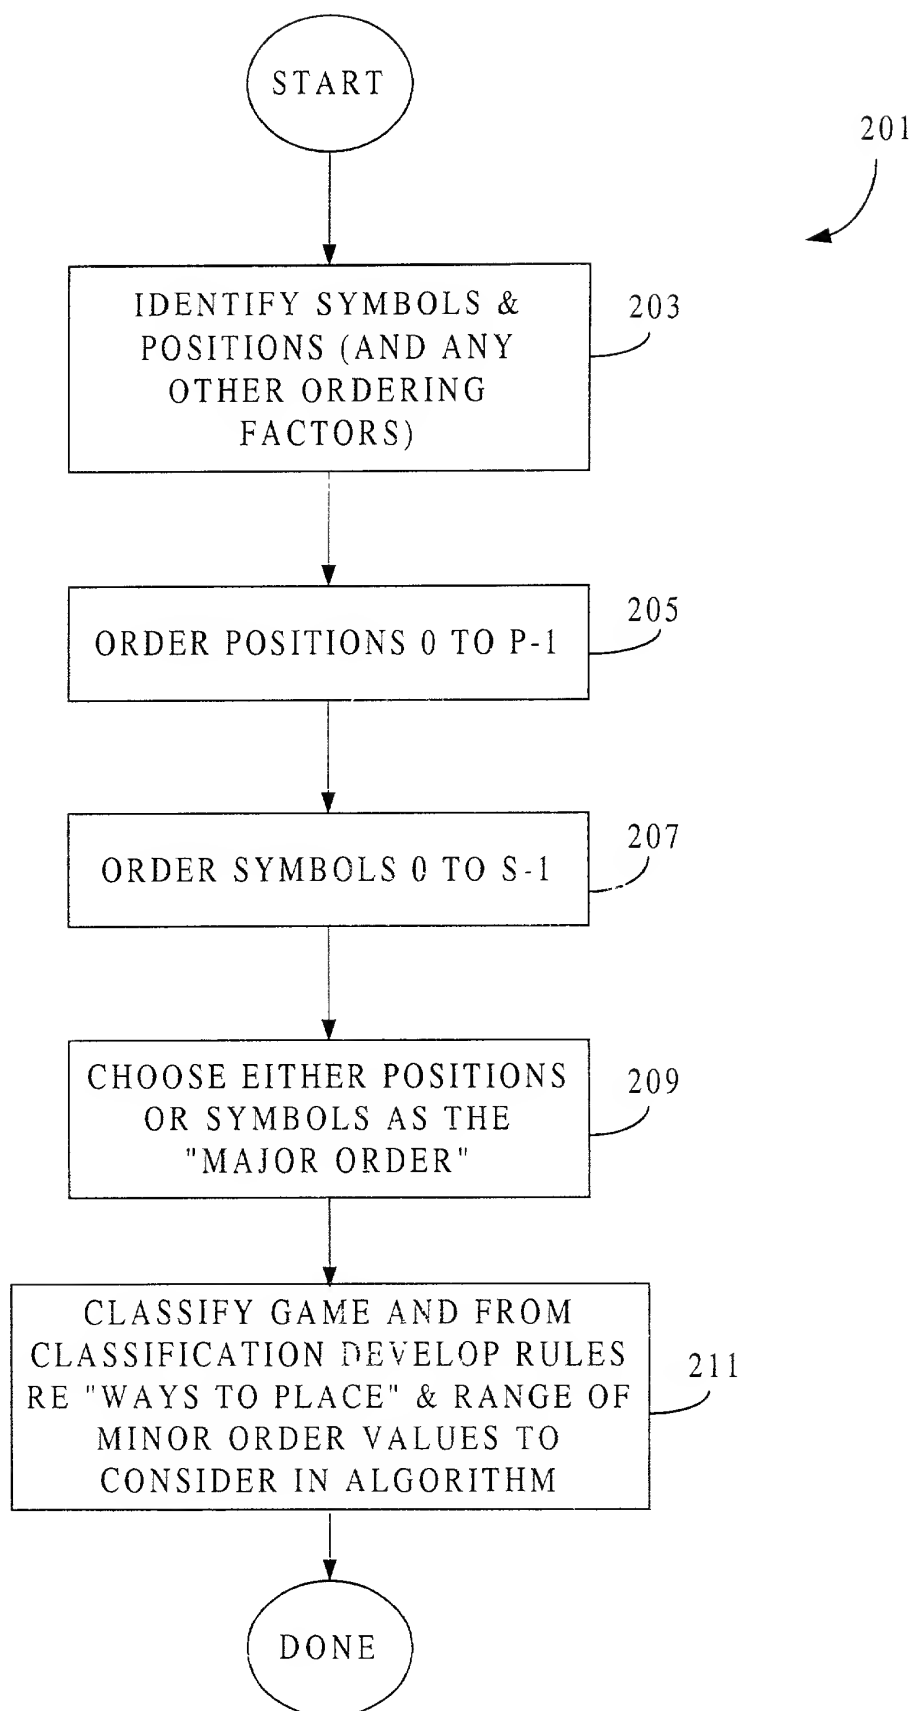 START
201
IDENTIFY SYMBOLS &
POSITIONS (AND ANY
OTHER ORDERING
FACTORS)
203
ORDER POSITIONS 0 TO P-1
205
ORDER SYMBOLS 0 TO S-1
207
CHOOSE EITHER POSITIONS
OR SYMBOLS AS THE
"MAJOR ORDER"
209
CLASSIFY GAME AND FROM
CLASSIFICATION DEVELOP RULES
RE "WAYS TO PLACE" & RANGE OF
MINOR ORDER VALUES TO
CONSIDER IN ALGORITHM
211
DONE